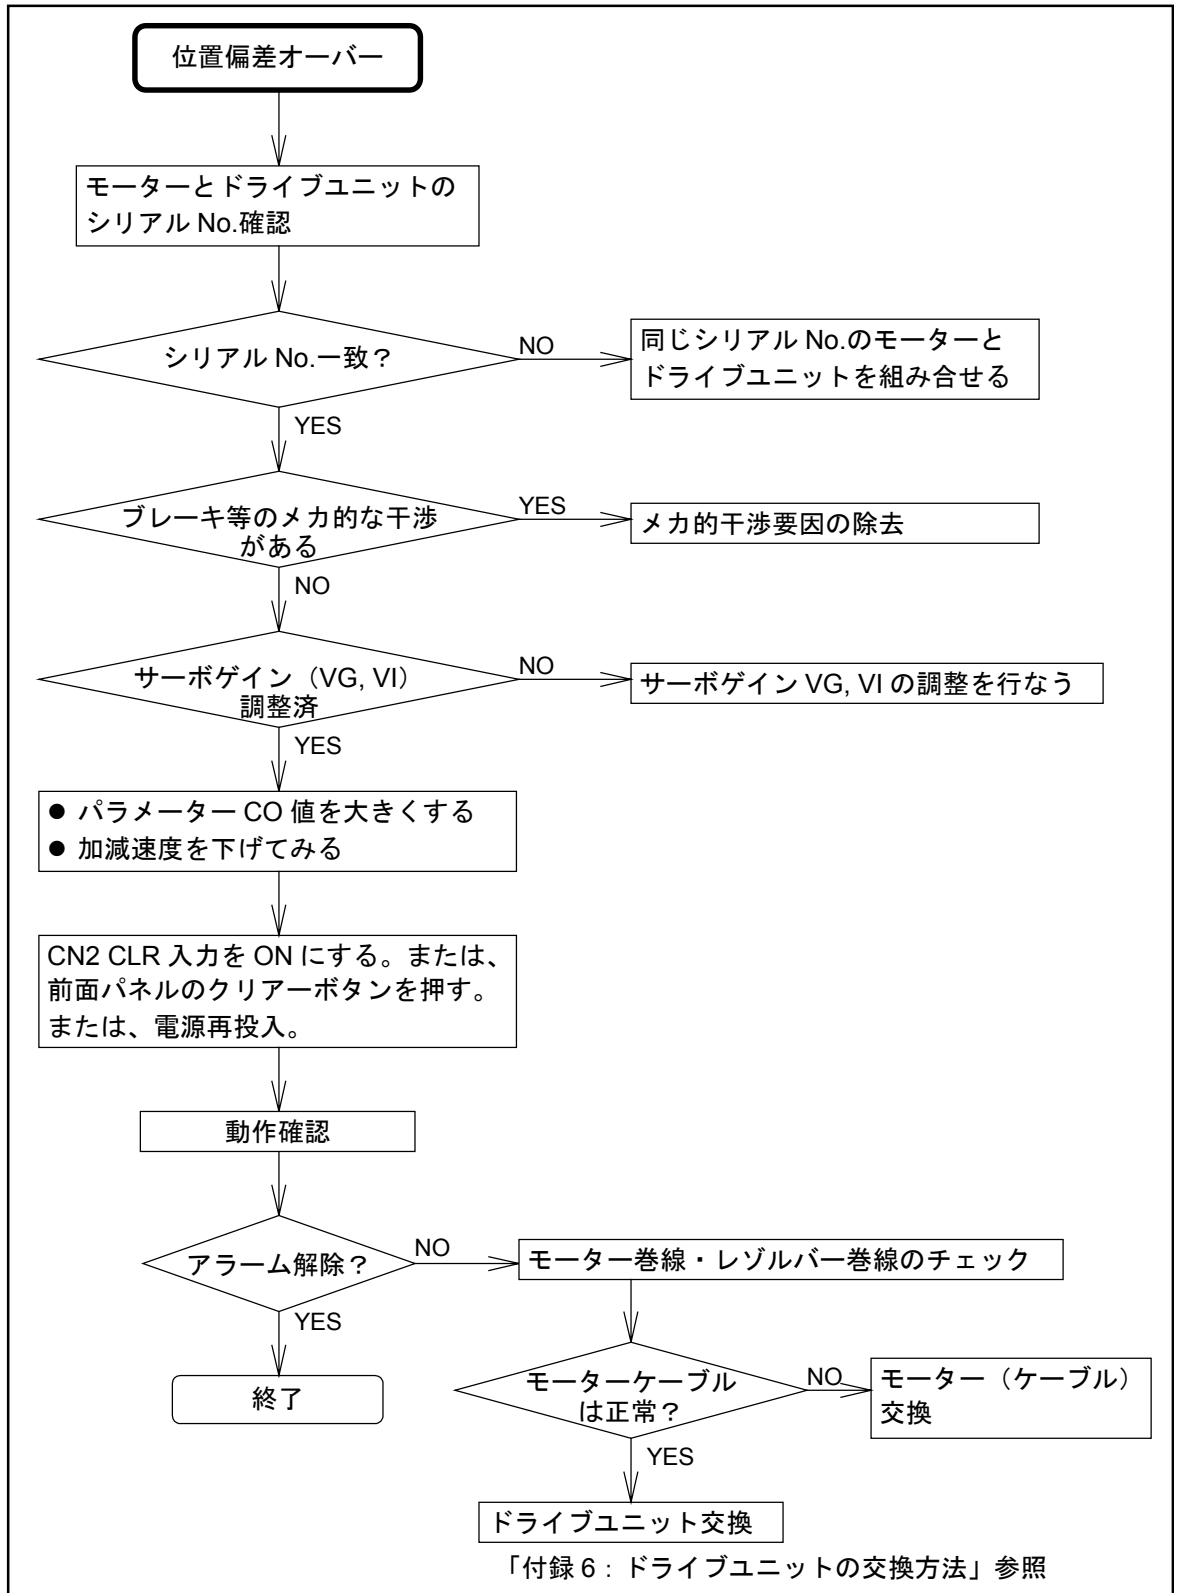 位置偏差オーバー
モーターとドライブユニットの
シリアル No.確認
シリアル No.一致？
NO
同じシリアル No.のモーターと
ドライブユニットを組み合せる
YES
ブレーキ等のメカ的な干渉
がある
YES
メカ的干渉要因の除去
NO
サーボゲイン（VG, VI）
調整済
NO
サーボゲイン VG, VI の調整を行なう
YES
● パラメーター CO 値を大きくする
● 加減速度を下げてみる
CN2 CLR 入力を ON にする。または、
前面パネルのクリアーボタンを押す。
または、電源再投入。
動作確認
アラーム解除？
NO
モーター巻線・レゾルバー巻線のチェック
YES
終了
モーターケーブル
は正常？
NO
モーター（ケーブル）
交換
YES
ドライブユニット交換
「付録 6：ドライブユニットの交換方法」参照